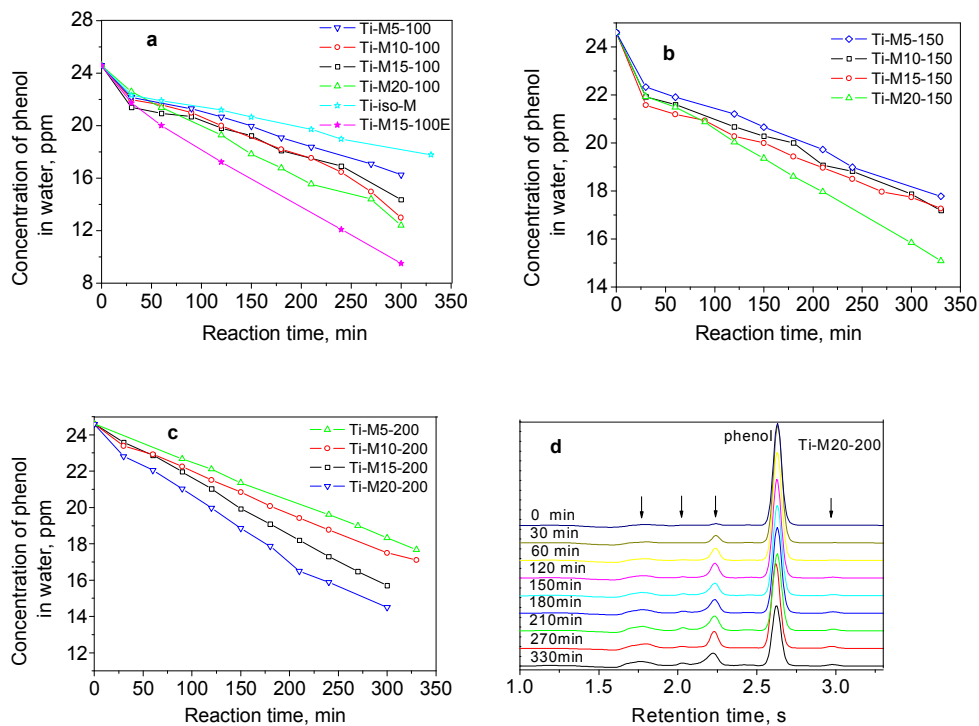 a
Ti-M5-100
Ti-M10-100
Ti-M15-100
Ti-M20-100
Ti-iso-M
Ti-M15-100E
28
24
20
16
12
8
0 50 100 150 200 250 300 350
Concentration of phenol
in water, ppm
Reaction time, min
b
Ti-M5-150
Ti-M10-150
Ti-M15-150
Ti-M20-150
24
22
20
18
16
14
0 50 100 150 200 250 300 350
Concentration of phenol
in water, ppm
Reaction time, min
c
Ti-M5-200
Ti-M10-200
Ti-M15-200
Ti-M20-200
24
22
20
18
16
14
12
0 50 100 150 200 250 300 350
Concentration of phenol
in water, ppm
Reaction time, min
d
phenol
Ti-M20-200
0 min
30 min
60 min
120 min
150min
180min
210min
270min
330min
1.0 1.5 2.0 2.5 3.0
Retention time, s